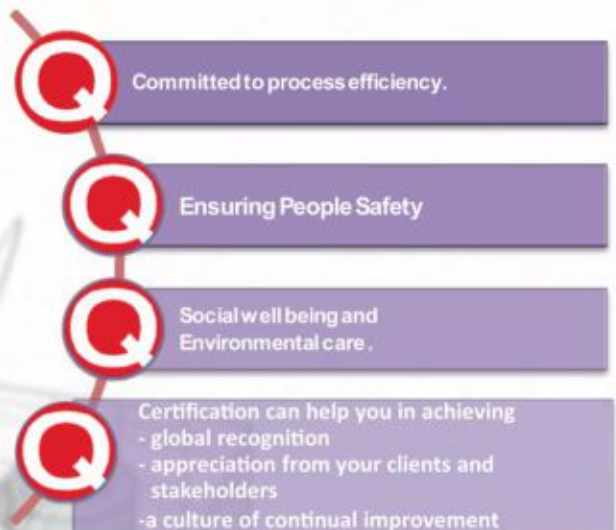 Q
Committed to process efficiency.
Q
Ensuring People Safety
Q
Social well being and
Environmental care.
Q
Certification can help you in achieving
- global recognition
- appreciation from your clients and
stakeholders
-a culture of continual improvement